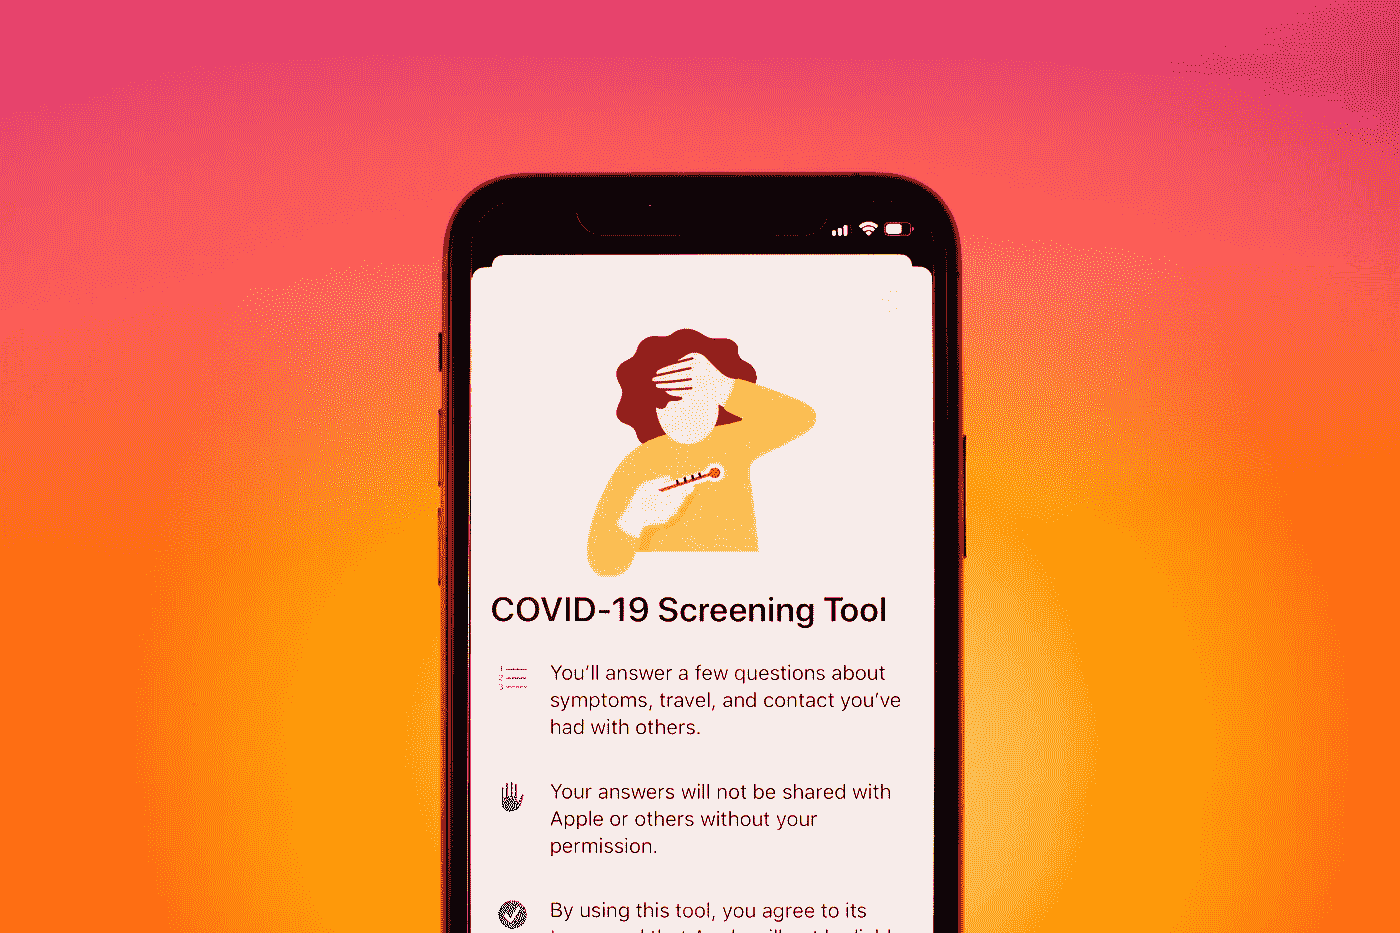 COVID-19 Screening Tool
You’ll answer a few questions about
symptoms, travel, and contact you’ve
had with others.
Your answers will not be shared with
Apple or others without your
permission.
By using this tool, you agree to its